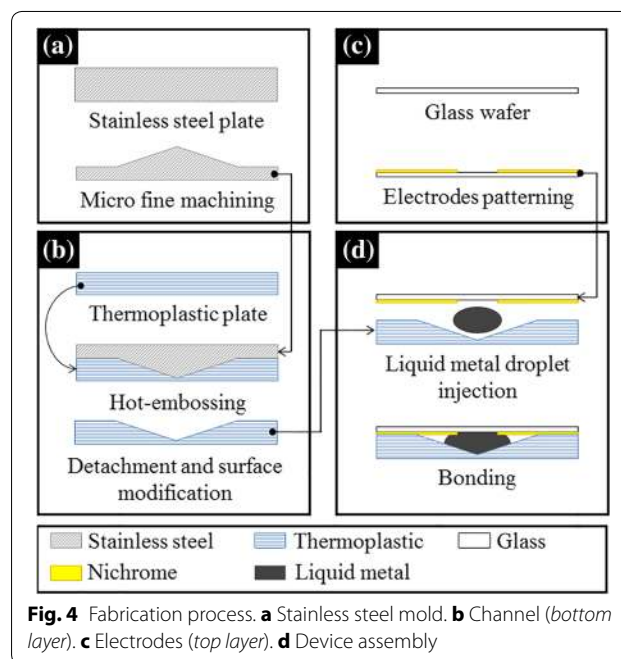 (a)
Stainless steel plate
Micro fine machining
(b)
Thermoplastic plate
Hot-embossing
Detachment and surface
modification
(c)
Glass wafer
Electrodes patterning
(d)
Liquid metal droplet
injection
Bonding
Stainless steel
Thermoplastic
Glass
Nichrome
Liquid metal
Fig. 4 Fabrication process. a Stainless steel mold. b Channel (bottom
layer). c Electrodes (top layer). d Device assembly